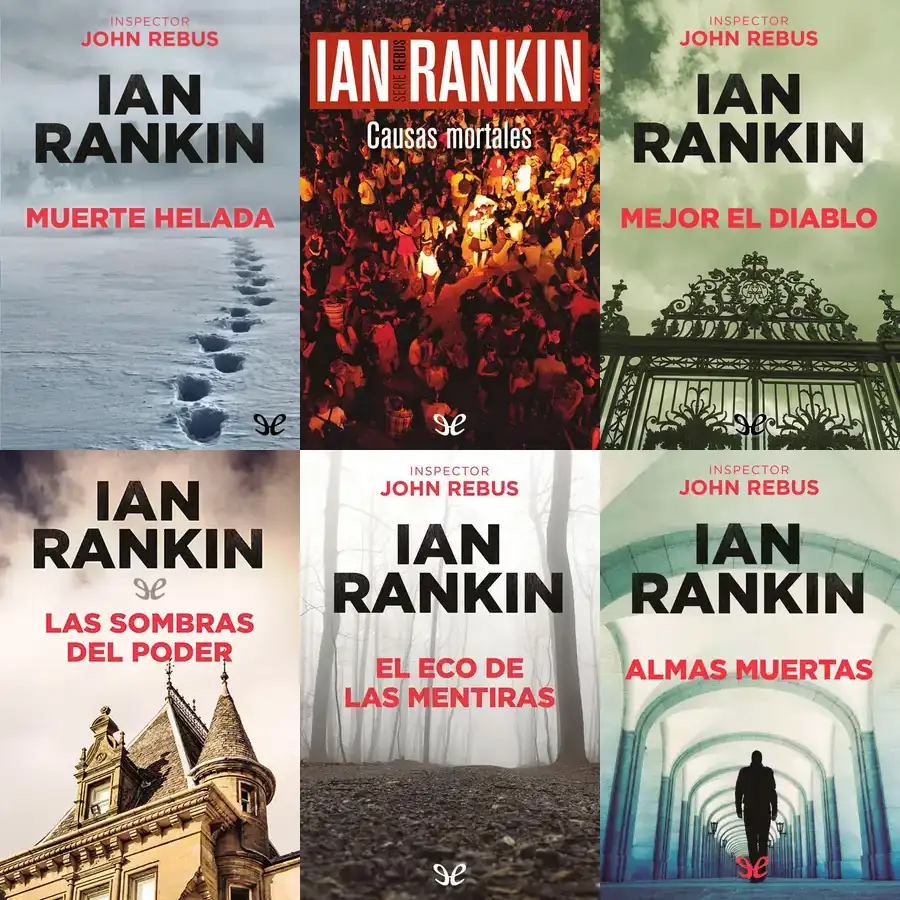 INSPECTOR
JOHN REBUS
IAN
RANKIN
MUERTE HELADA
IAN RANKIN
SERIE REBUS
Causas mortales
INSPECTOR
JOHN REBUS
IAN
RANKIN
MEJOR EL DIABLO
IAN
RANKIN
LAS SOMBRAS
DEL PODER
INSPECTOR
JOHN REBUS
IAN
RANKIN
EL ECO DE
LAS MENTIRAS
INSPECTOR
JOHN REBUS
IAN
RANKIN
ALMAS MUERTAS